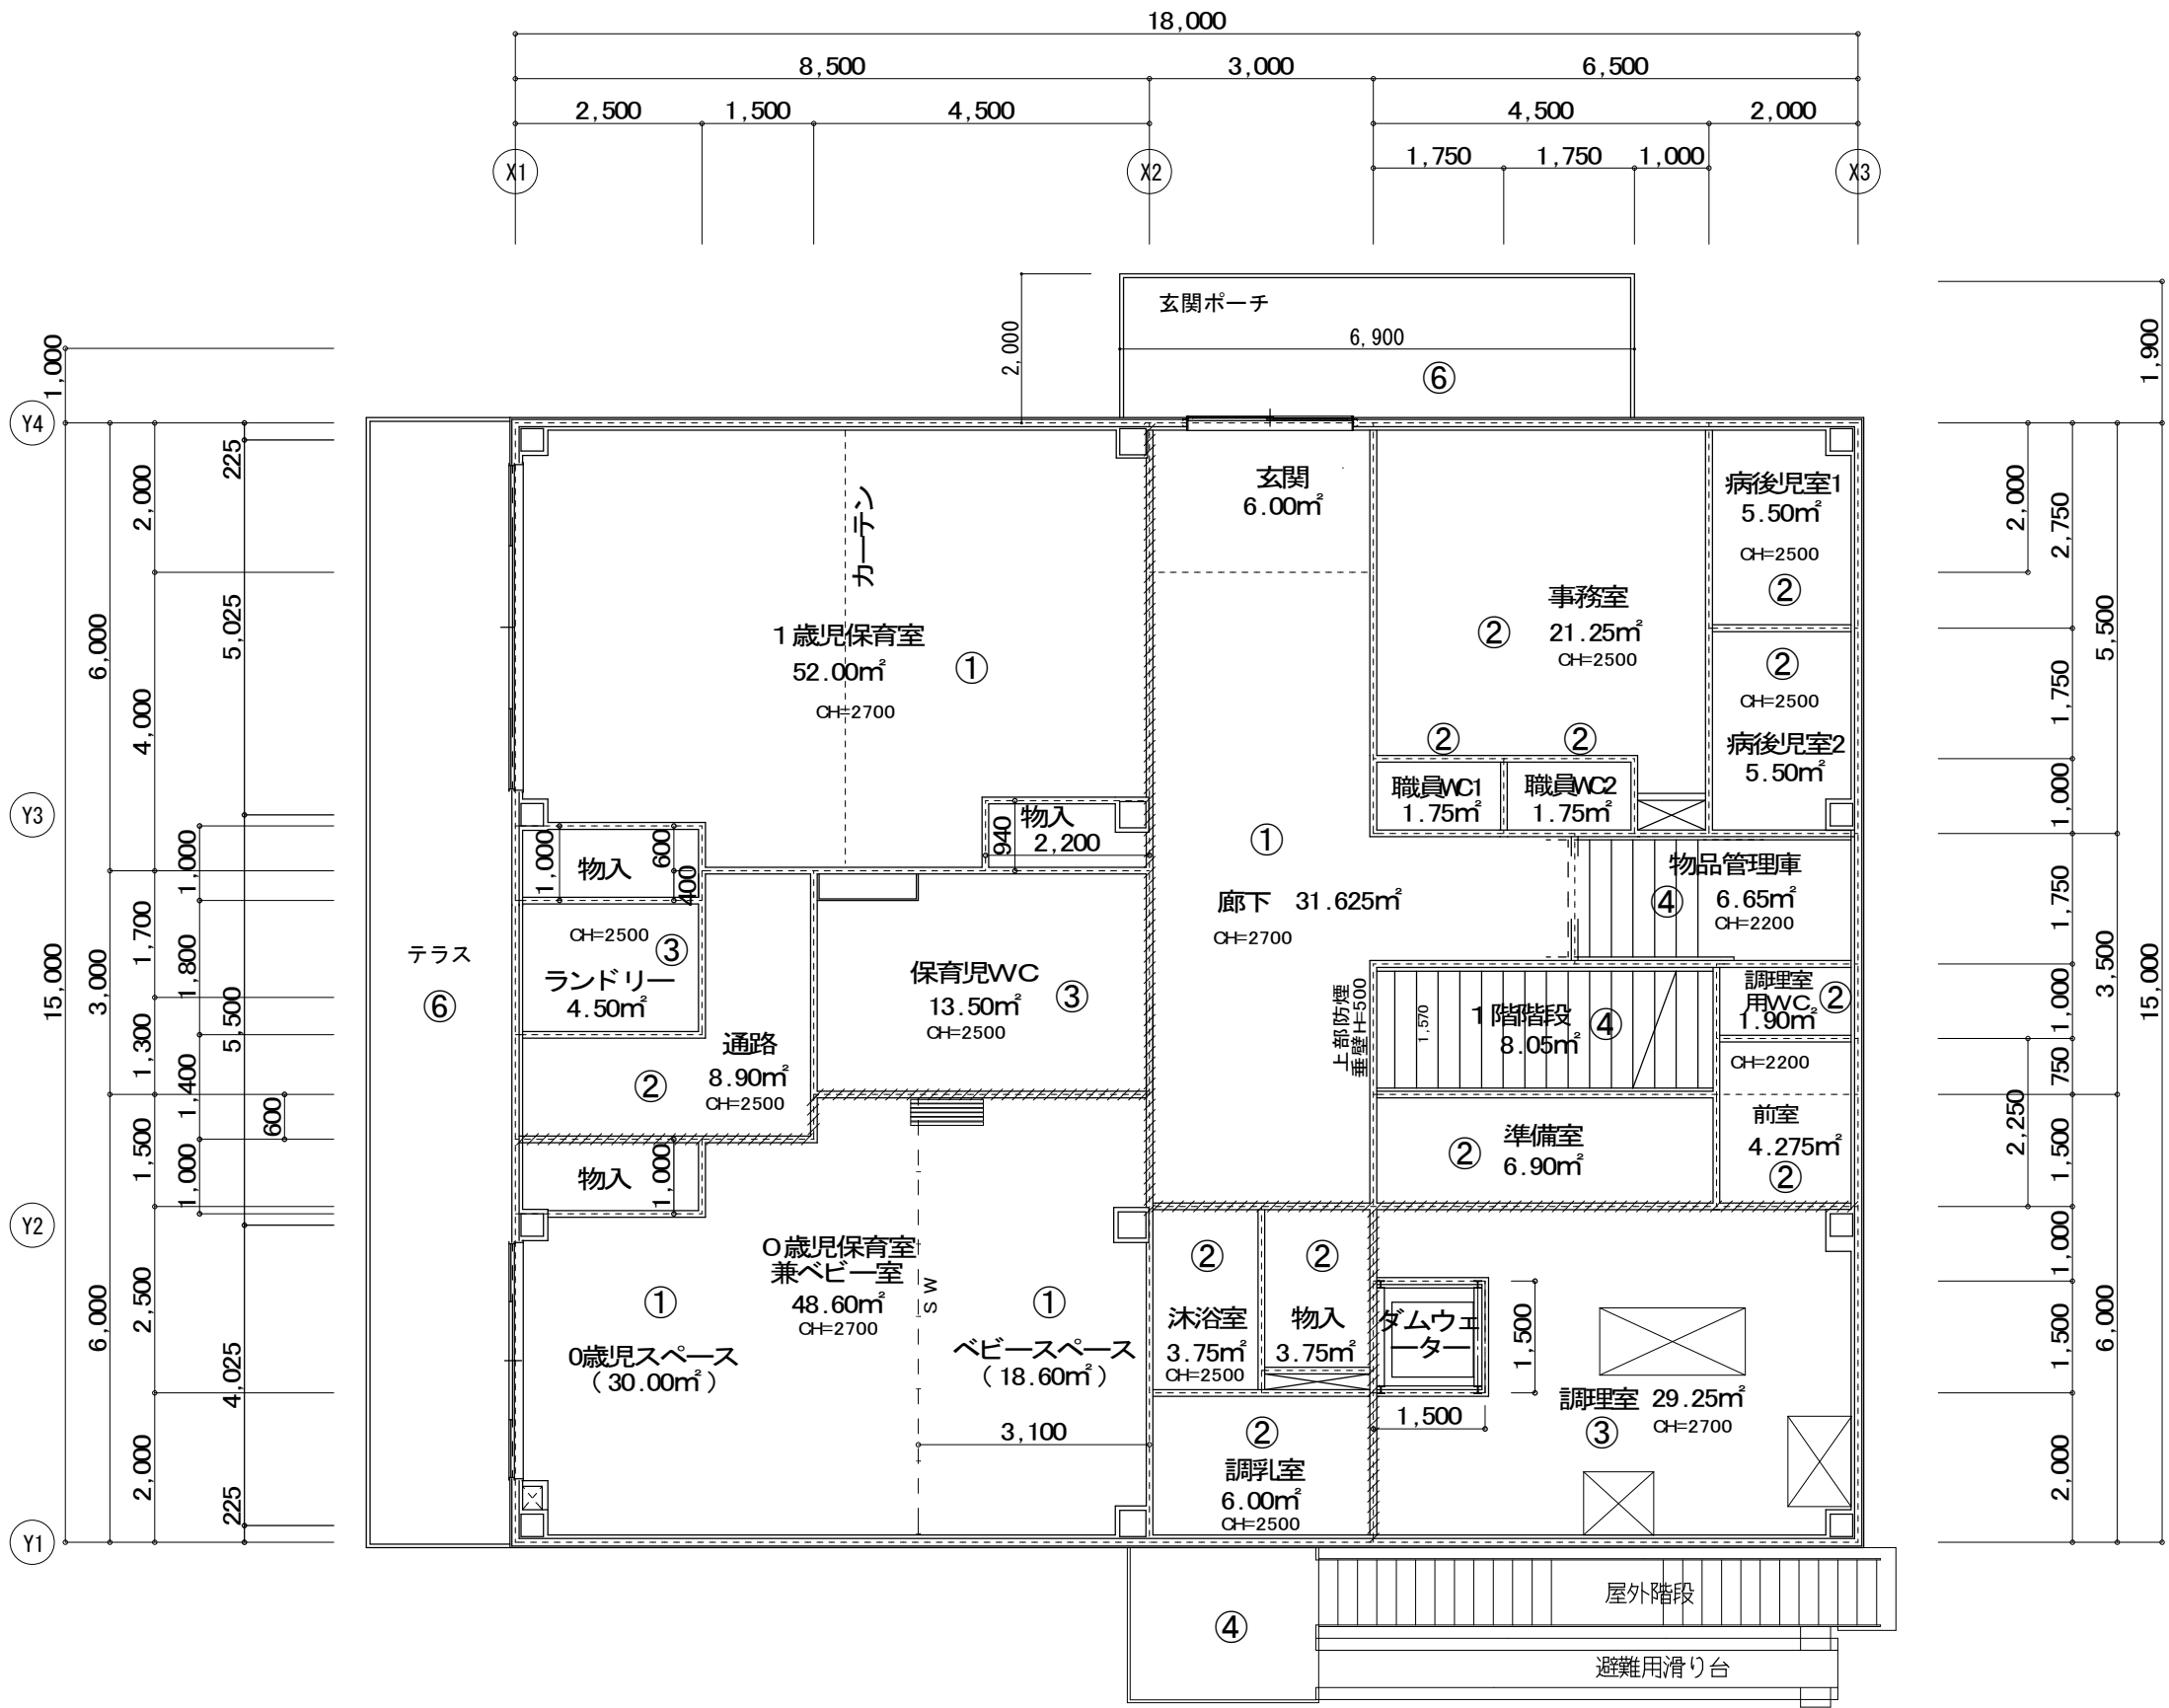 18,000
8,500
3,000
6,500
2,500
1,500
4,500
4,500
2,000
1,750
1,750
1,000
X1
X2
X3
玄関ポーチ
6,900
2,000
⑥
1,000
1,900
Y4
Y3
Y2
Y1
15,000
6,000
3,000
6,000
2,000
4,000
1,700
1,300
1,500
2,500
2,000
1,000
1,800
1,400
1,000
225
5,025
5,500
4,025
225
600
テラス
⑥
カーテン
1歳児保育室
52.00㎡
CH=2700
①
物入
2,200
940
物入
1,000
600
400
CH=2500
③
ランドリー
4.50㎡
保育児WC
13.50㎡
CH=2500
③
通路
8.90㎡
CH=2500
②
物入
1,000
0歳児保育室
兼ベビー室
48.60㎡
CH=2700
①
0歳児スペース
(30.00㎡)
SW
①
ベビースペース
(18.60㎡)
3,100
玄関
6.00㎡
①
廊下 31.625㎡
CH=2700
事務室
21.25㎡
CH=2500
②
病後児室1
5.50㎡
CH=2500
②
②
CH=2500
病後児室2
5.50㎡
②
職員WC1
1.75㎡
②
職員WC2
1.75㎡
物品管理庫
6.65㎡
CH=2200
④
上部防煙
垂壁H=500
1,570
1階階段
8.05㎡
④
調理室
用WC
1.90㎡
②
CH=2200
前室
4.275㎡
②
準備室
6.90㎡
②
②
沐浴室
3.75㎡
CH=2500
②
物入
3.75㎡
ダムウェ
ーター
1,500
1,500
調理室 29.25㎡
CH=2700
③
②
調乳室
6.00㎡
CH=2500
④
屋外階段
避難用滑り台
2,000
2,250
2,750
1,750
1,000
1,750
1,000
750
1,500
1,000
1,500
2,000
5,500
3,500
6,000
15,000